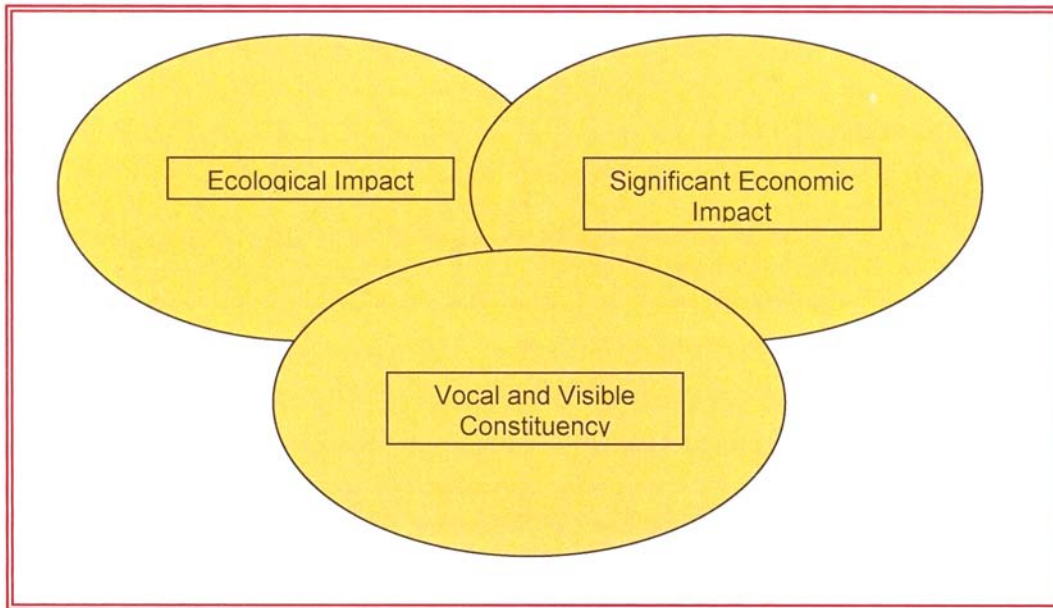 Ecological Impact
Significant Economic
Impact
Vocal and Visible
Constituency